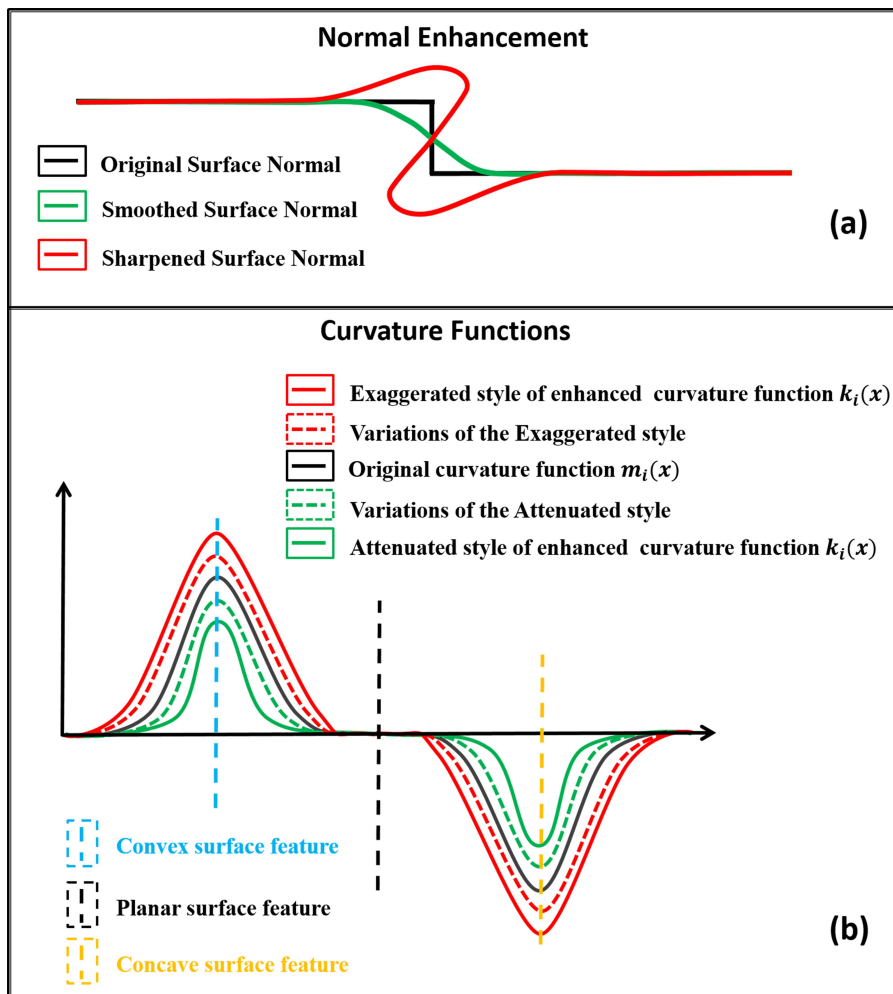 Normal Enhancement
Original Surface Normal
Smoothed Surface Normal
Sharpened Surface Normal
(a)
Curvature Functions
Exaggerated style of enhanced curvature function k_i(x)
Variations of the Exaggerated style
Original curvature function m_i(x)
Variations of the Attenuated style
Attenuated style of enhanced curvature function k_i(x)
Convex surface feature
Planar surface feature
Concave surface feature
(b)